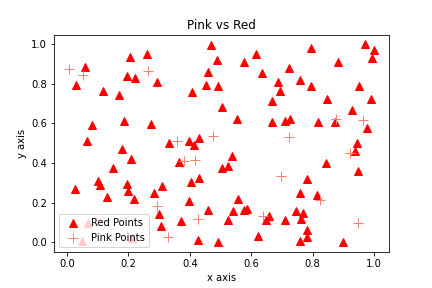 Pink vs Red
1.0
0.8
0.6
0.4
0.2
0.0
y axis
Red Points
Pink Points
0.0 0.2 0.4 0.6 0.8 1.0
x axis